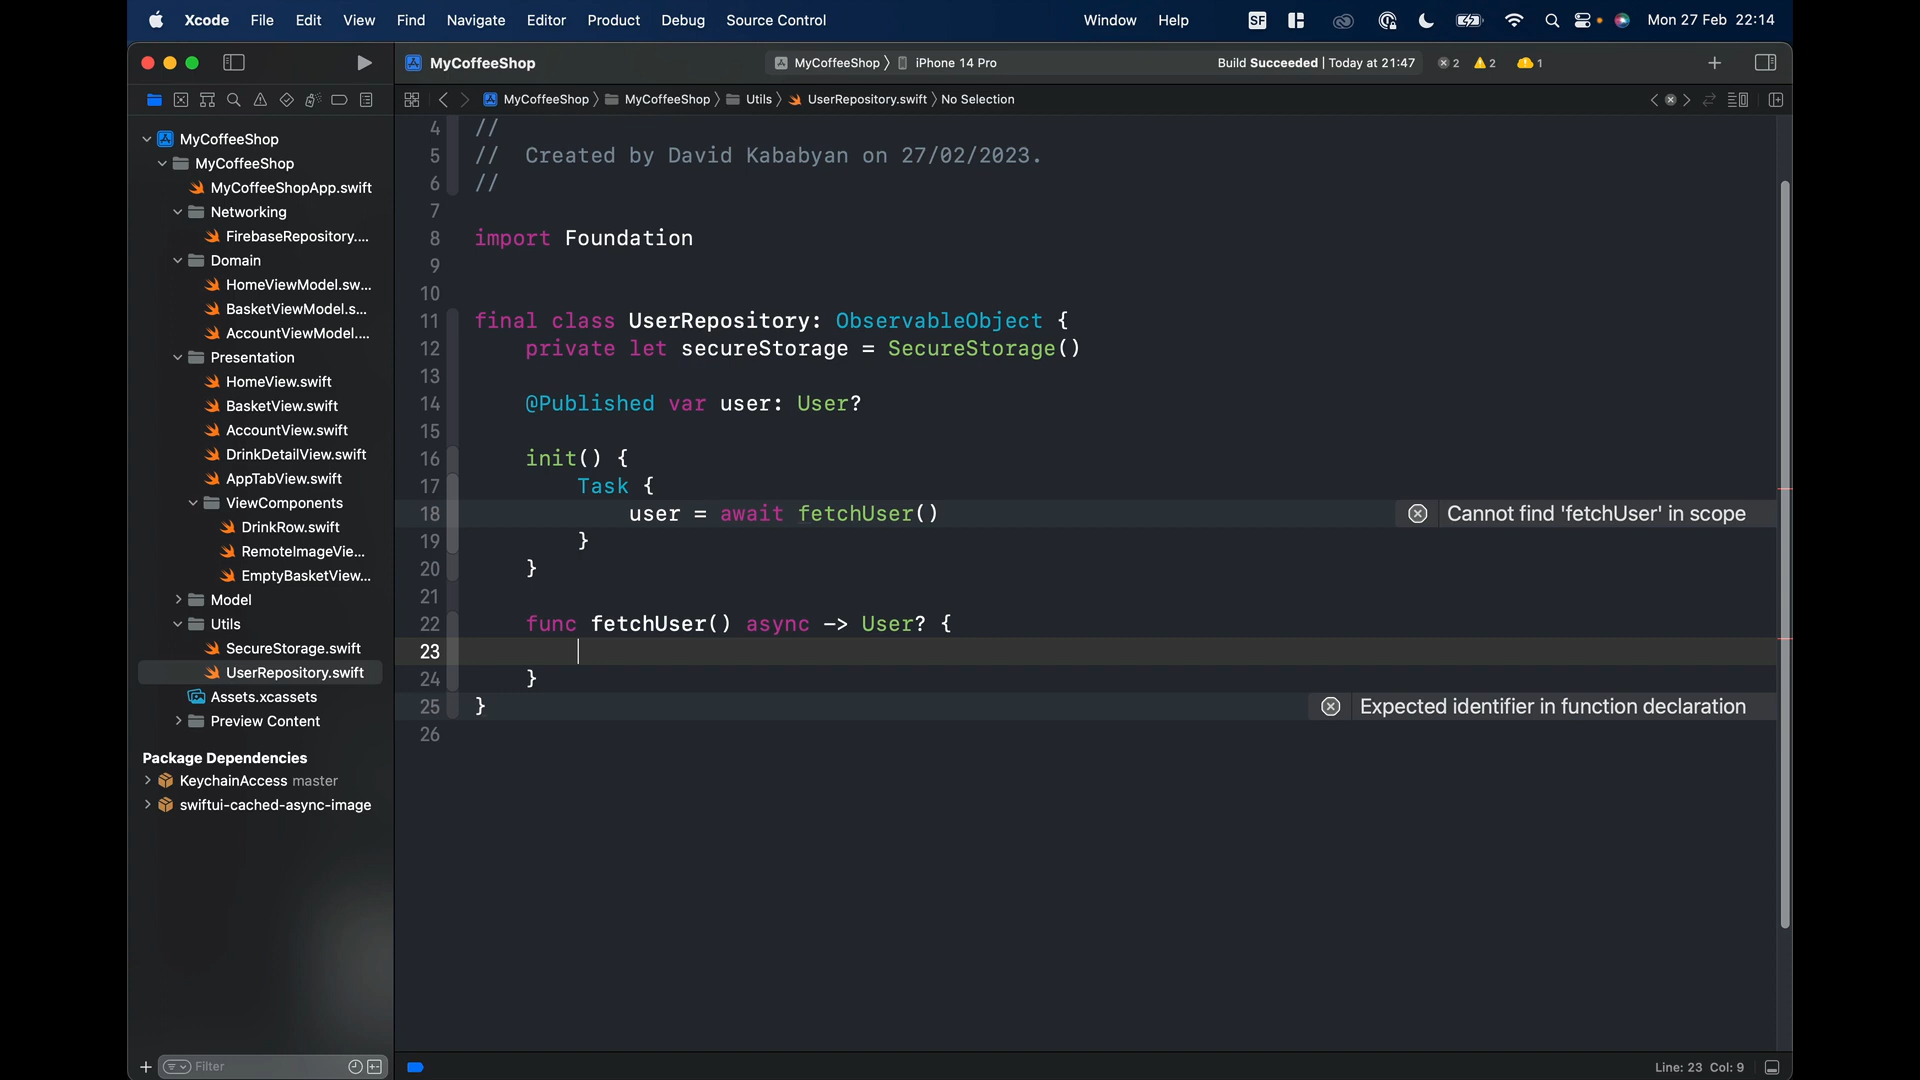 Xcode File Edit View Find Navigate Editor Product Debug Source Control Window Help SF Mon 27 Feb 22:14
MyCoffeeShop MyCoffeeShop iPhone 14 Pro Build Succeeded | Today at 21:47 2 2 1
MyCoffeeShop MyCoffeeShop Utils UserRepository.swift No Selection
MyCoffeeShop
MyCoffeeShop
MyCoffeeShopApp.swift
Networking
FirebaseRepository....
Domain
HomeViewModel.sw...
BasketViewModel.s...
AccountViewModel....
Presentation
HomeView.swift
BasketView.swift
AccountView.swift
DrinkDetailView.swift
AppTabView.swift
ViewComponents
DrinkRow.swift
RemoteImageVie...
EmptyBasketView...
Model
Utils
SecureStorage.swift
UserRepository.swift
Assets.xcassets
Preview Content
Package Dependencies
KeychainAccess master
swiftui-cached-async-image
Filter
4 //
5 // Created by David Kababyan on 27/02/2023.
6 //
7
8 import Foundation
9
10
11 final class UserRepository: ObservableObject {
12 private let secureStorage = SecureStorage()
13
14 @Published var user: User?
15
16 init() {
17 Task {
18 user = await fetchUser() Cannot find 'fetchUser' in scope
19 }
20 }
21
22 func fetchUser() async -> User? {
23
24 }
25 } Expected identifier in function declaration
26
Line: 23 Col: 9